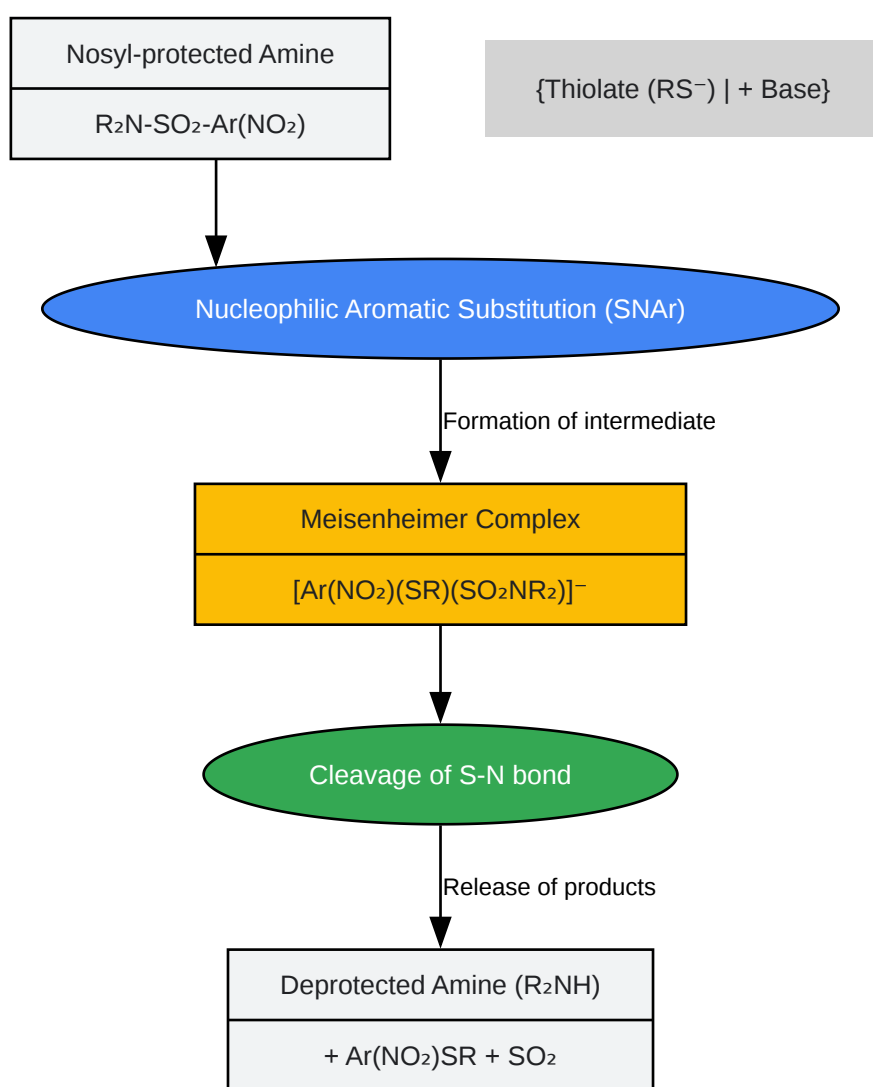 Nosyl-protected Amine
R₂N-SO₂-Ar(NO₂)
{Thiolate (RS⁻) | + Base}
Nucleophilic Aromatic Substitution (SNAr)
Formation of intermediate
Meisenheimer Complex
[Ar(NO₂)(SR)(SO₂NR₂)]⁻
Cleavage of S-N bond
Release of products
Deprotected Amine (R₂NH)
+ Ar(NO₂)SR + SO₂